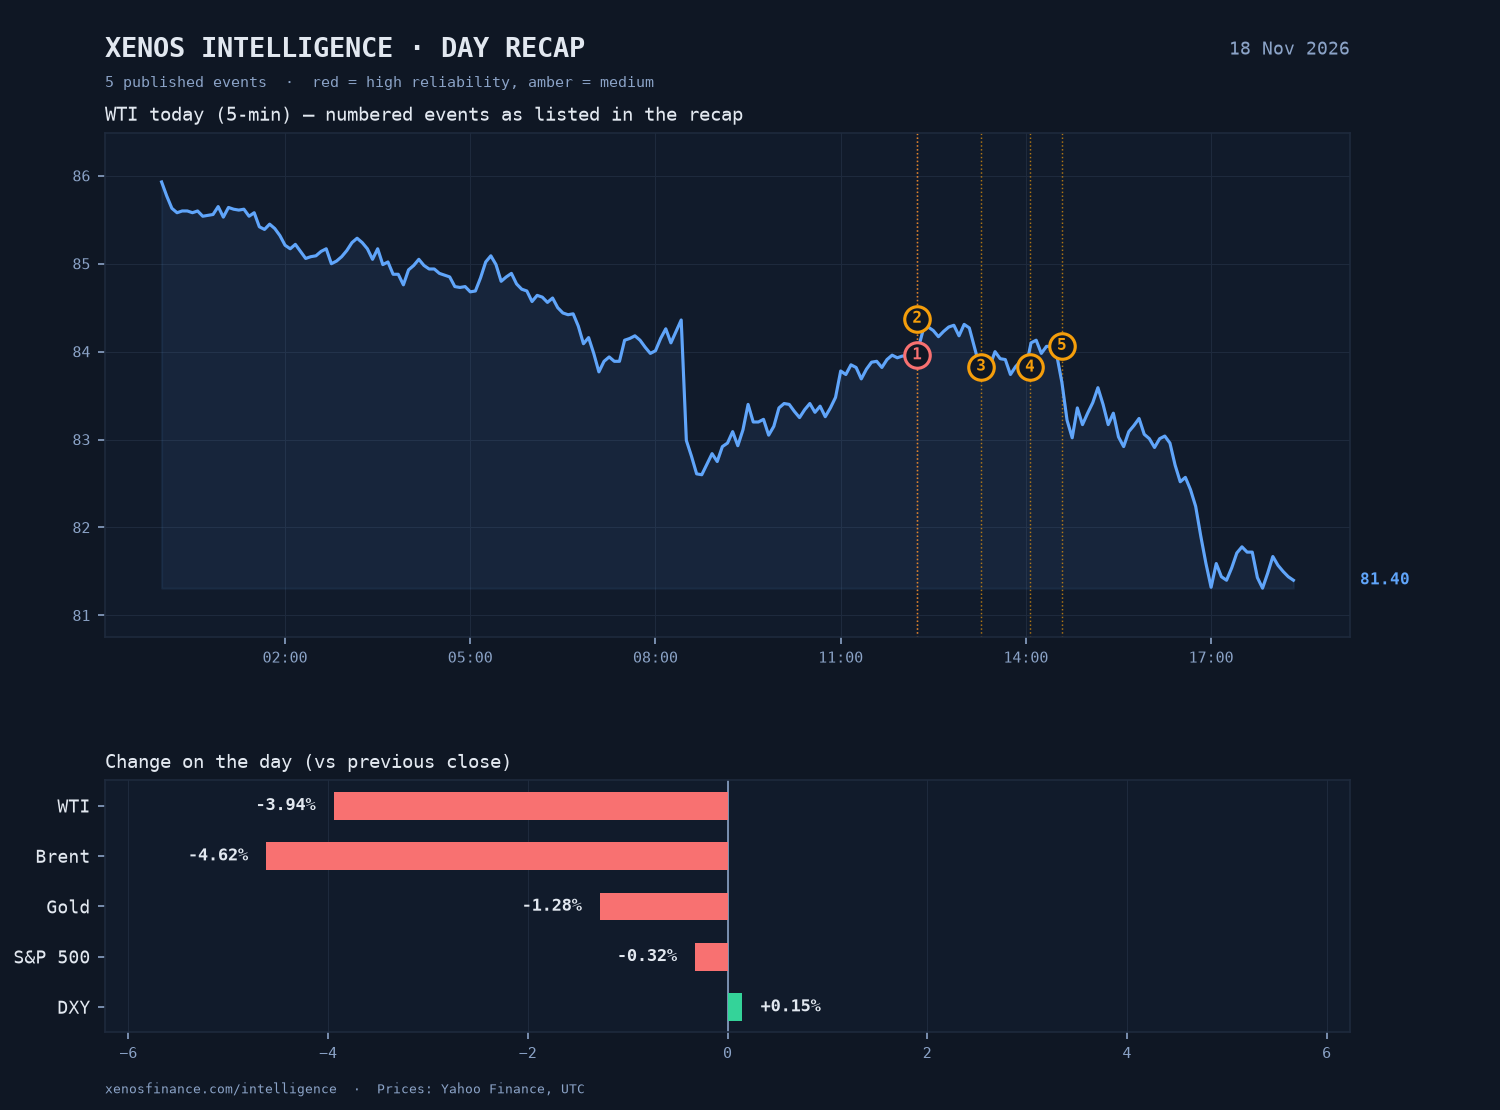 XENOS INTELLIGENCE · DAY RECAP
18 Nov 2026
5 published events · red = high reliability, amber = medium
WTI today (5-min) — numbered events as listed in the recap
86
85
84
83
82
81
2
1
3
4
5
81.40
02:00 05:00 08:00 11:00 14:00 17:00
Change on the day (vs previous close)
WTI -3.94%
Brent -4.62%
Gold -1.28%
S&P 500 -0.32%
DXY +0.15%
−6 −4 −2 0 2 4 6
xenosfinance.com/intelligence · Prices: Yahoo Finance, UTC